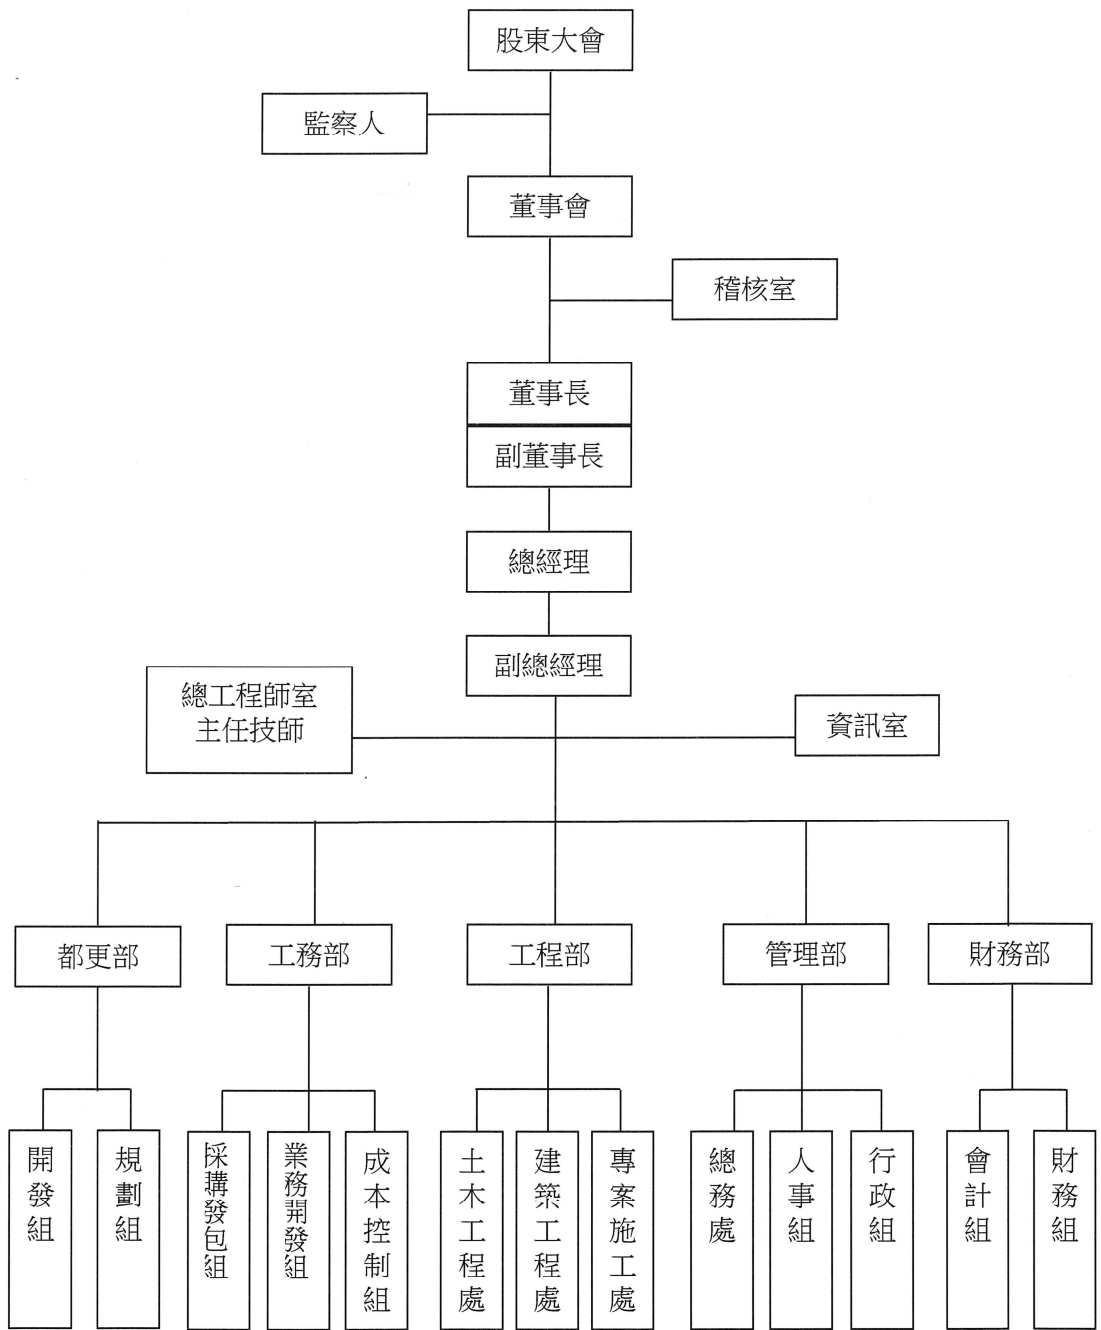 股東大會
監察人
董事會
稽核室
董事長
副董事長
總經理
副總經理
總工程師室
主任技師
資訊室
都更部
工務部
工程部
管理部
財務部
開發組
規劃組
採購發包組
業務開發組
成本控制組
土木工程處
建築工程處
專案施工處
總務處
人事組
行政組
會計組
財務組